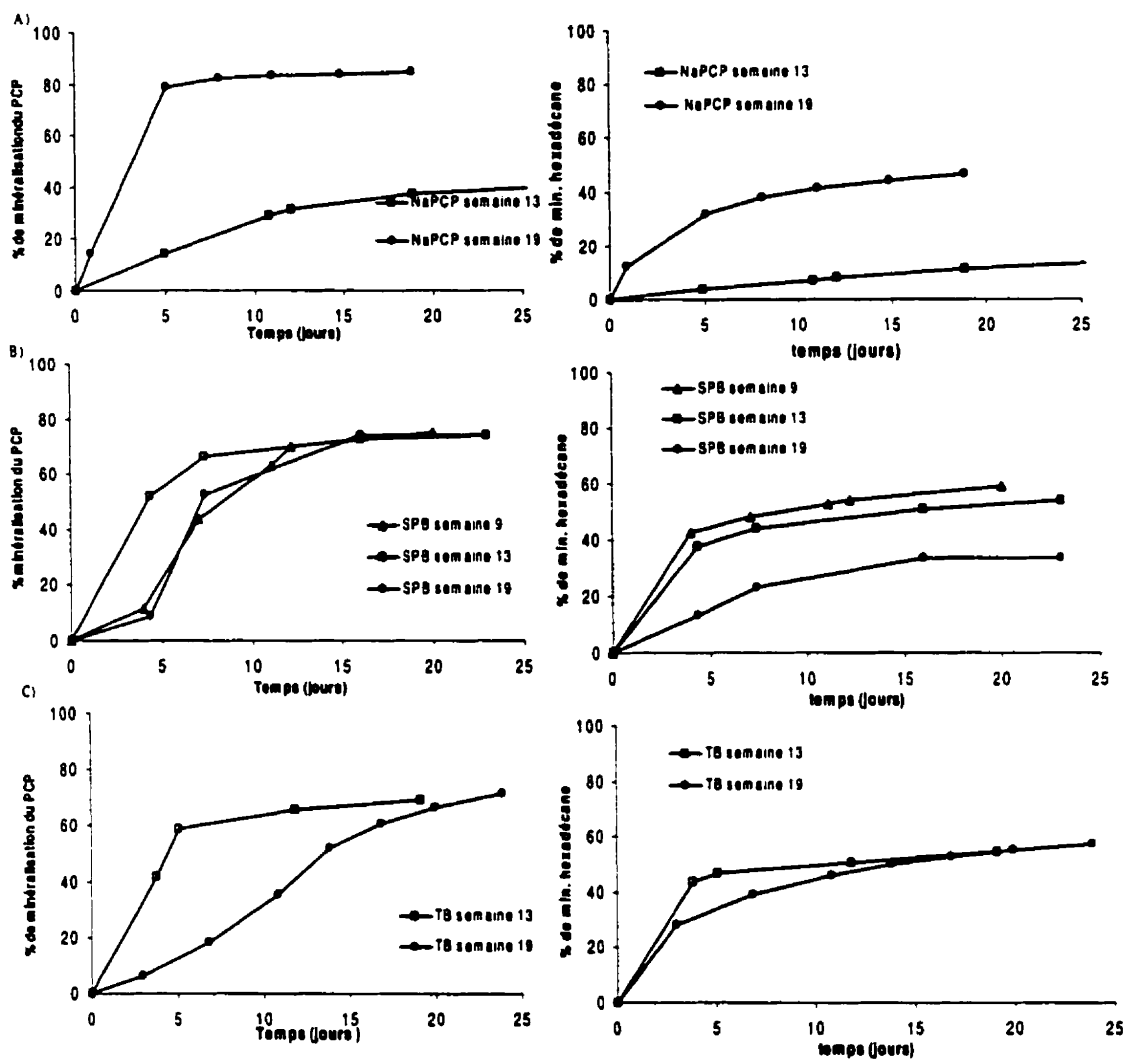 A)
% de minéralisation du PCP
100
80
60
40
20
0
0 5 10 15 20 25
Temps (jours)
NaPCP semaine 13
NaPCP semaine 19
% de min. hexadécane
100
80
60
40
20
0
0 5 10 15 20 25
temps (jours)
NaPCP semaine 13
NaPCP semaine 19
B)
% minéralisation du PCP
100
80
60
40
20
0
0 5 10 15 20 25
Temps (jours)
SPB semaine 9
SPB semaine 13
SPB semaine 19
% de min. hexadécane
100
80
60
40
20
0
0 5 10 15 20 25
temps (jours)
SPB semaine 9
SPB semaine 13
SPB semaine 19
C)
% de minéralisation du PCP
100
80
60
40
20
0
0 5 10 15 20 25
Temps (jours)
TB semaine 13
TB semaine 19
% de min. hexadécane
100
80
60
40
20
0
0 5 10 15 20 25
temps (jours)
TB semaine 13
TB semaine 19